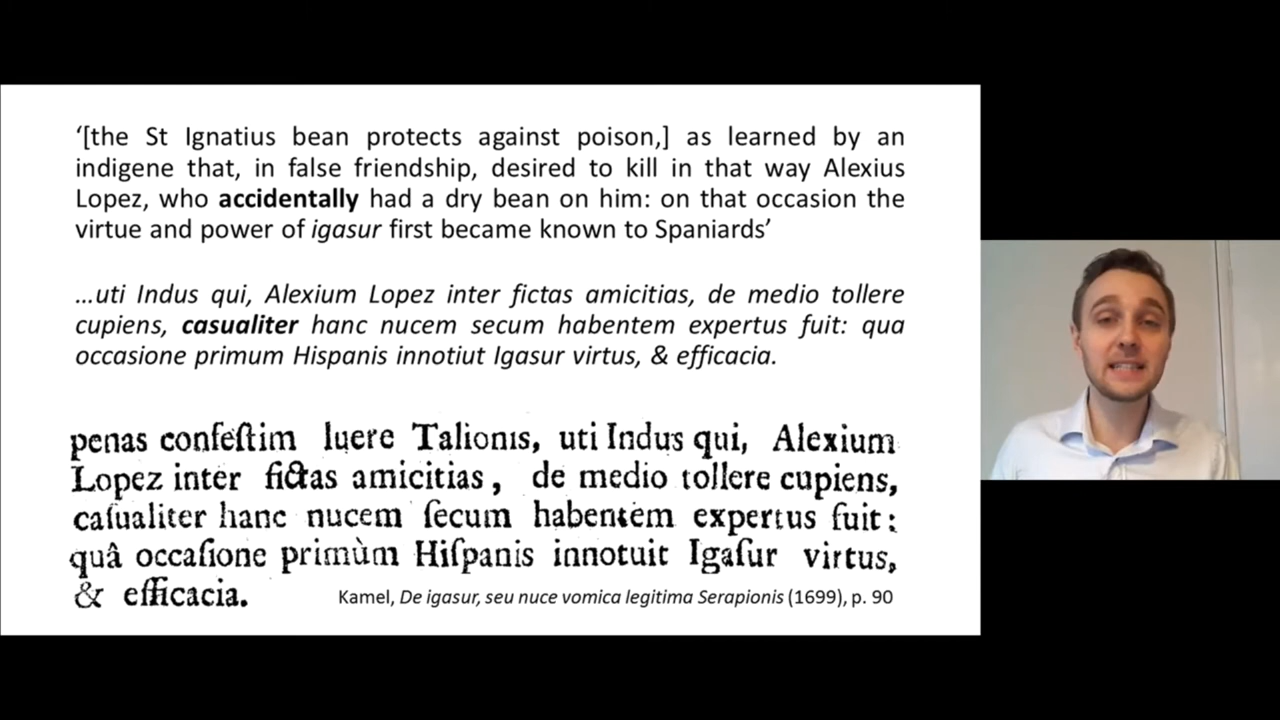 ‘[the St Ignatius bean protects against poison,] as learned by an
indigene that, in false friendship, desired to kill in that way Alexius
Lopez, who accidentally had a dry bean on him: on that occasion the
virtue and power of igasur first became known to Spaniards’
...uti Indus qui, Alexium Lopez inter fictas amicitias, de medio tollere
cupiens, casualiter hanc nucem secum habentem expertus fuit: qua
occasione primum Hispanis innotiut Igasur virtus, & efficacia.
penas confeſtim luere Talionis, uti Indus qui, Alexium
Lopez inter fictas amicitias, de medio tollere cupiens,
caſualiter hanc nucem ſecum habentem expertus fuit:
quâ occaſione primùm Hiſpanis innotuit Igaſur virtus,
& efficacia.
Kamel, De igasur, seu nuce vomica legitima Serapionis (1699), p. 90